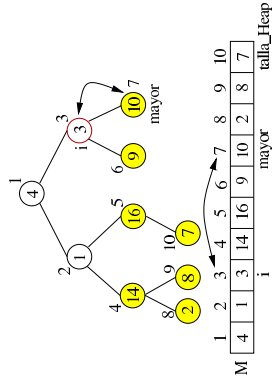 1
4
2 3
1 i 3
4 5 6 7
14 16 9 10
mayor
8 9 10
2 8 7
1 2 3 4 5 6 7 8 9 10
M 4 1 3 14 16 9 10 2 8 7
i mayor talla_Heap